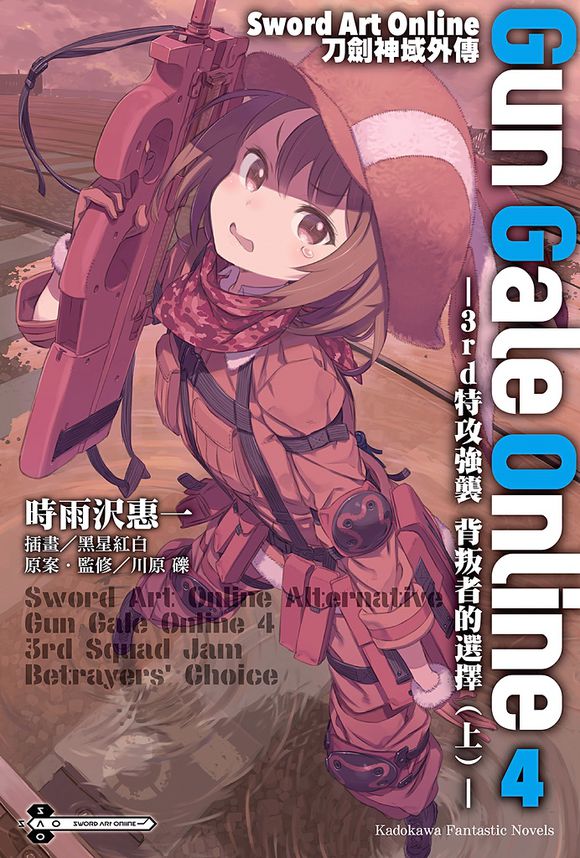 Sword Art Online
刀劍神域外傳
Gun Gale Online 4
—3rd特攻強襲 背叛者的選擇（上）—
時雨沢惠一
插畫／黑星紅白
原案・監修／川原 礫
Sword Art Online Alternative
Gun Gale Online 4
3rd Squad Jam
Betrayers' Choice
SAO
SWORD ART ONLINE
Kadokawa Fantastic Novels